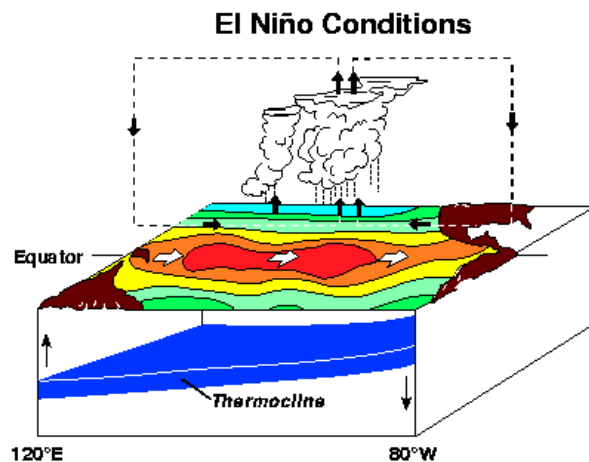 El Niño Conditions
Equator
Thermocline
120°E
80°W